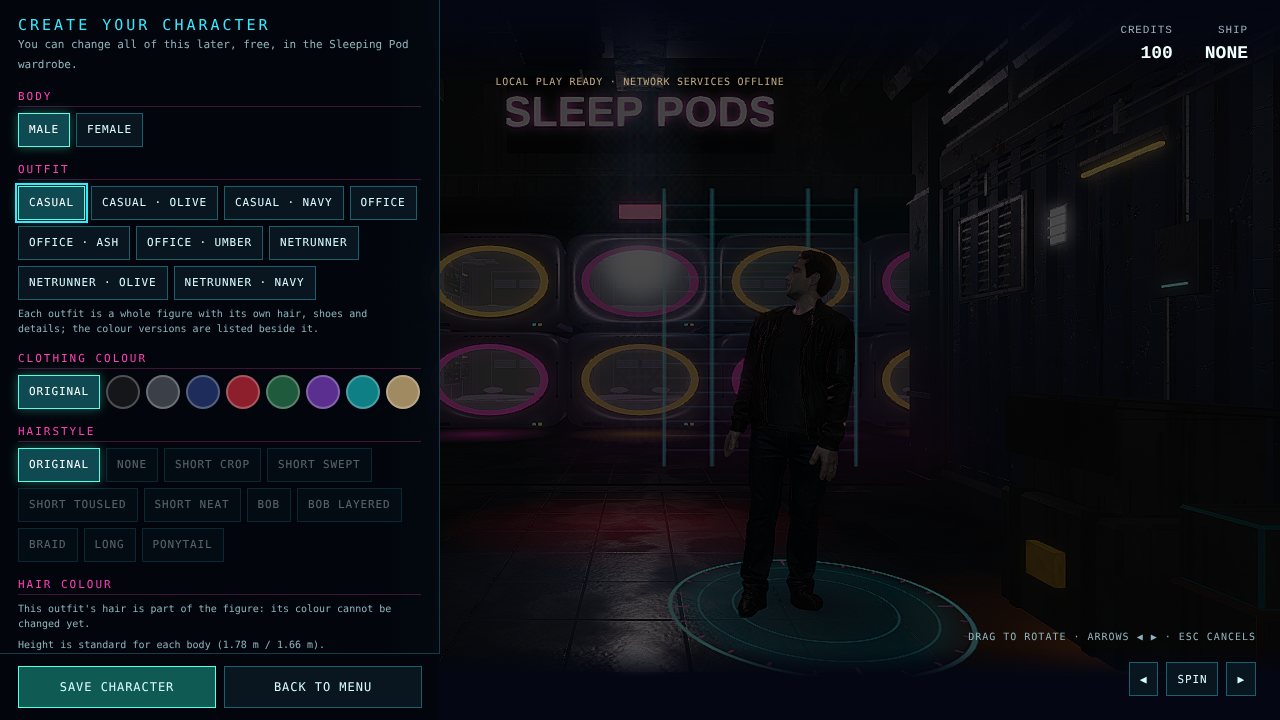 CREATE YOUR CHARACTER
You can change all of this later, free, in the Sleeping Pod
wardrobe.
BODY
MALE
FEMALE
OUTFIT
CASUAL
CASUAL · OLIVE
CASUAL · NAVY
OFFICE
OFFICE · ASH
OFFICE · UMBER
NETRUNNER
NETRUNNER · OLIVE
NETRUNNER · NAVY
Each outfit is a whole figure with its own hair, shoes and
details; the colour versions are listed beside it.
CLOTHING COLOUR
ORIGINAL
HAIRSTYLE
ORIGINAL
NONE
SHORT CROP
SHORT SWEPT
SHORT TOUSLED
SHORT NEAT
BOB
BOB LAYERED
BRAID
LONG
PONYTAIL
HAIR COLOUR
This outfit's hair is part of the figure: its colour cannot be
changed yet.
Height is standard for each body (1.78 m / 1.66 m).
SAVE CHARACTER
BACK TO MENU
LOCAL PLAY READY · NETWORK SERVICES OFFLINE
SLEEP PODS
CREDITS
100
SHIP
NONE
DRAG TO ROTATE · ARROWS ◀ ▶ · ESC CANCELS
◀
SPIN
▶